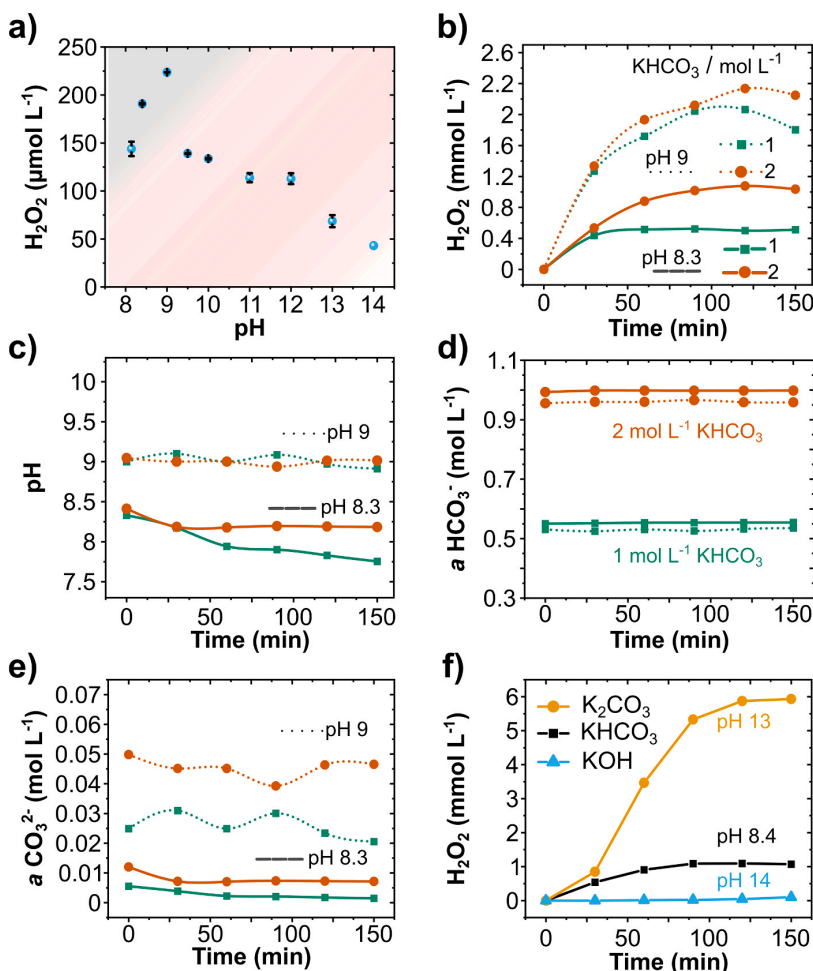 a)
250
200
150
100
50
0
H₂O₂ (µmol L⁻¹)
8 9 10 11 12 13 14
pH
b)
2.6
2.2
1.8
1.2
0.8
0.4
0
H₂O₂ (mmol L⁻¹)
KHCO₃ / mol L⁻¹
1
pH 9
2
1
pH 8.3
2
0 50 100 150
Time (min)
c)
10
9.5
9
8.5
8
7.5
pH
pH 9
pH 8.3
0 50 100 150
Time (min)
d)
1.1
0.9
0.7
0.5
0.3
a HCO₃⁻ (mol L⁻¹)
2 mol L⁻¹ KHCO₃
1 mol L⁻¹ KHCO₃
0 50 100 150
Time (min)
e)
0.07
0.06
0.05
0.04
0.03
0.02
0.01
0
a CO₃²⁻ (mol L⁻¹)
pH 9
pH 8.3
0 50 100 150
Time (min)
f)
6
5
4
3
2
1
0
H₂O₂ (mmol L⁻¹)
K₂CO₃
KHCO₃
KOH
pH 13
pH 8.4
pH 14
0 50 100 150
Time (min)